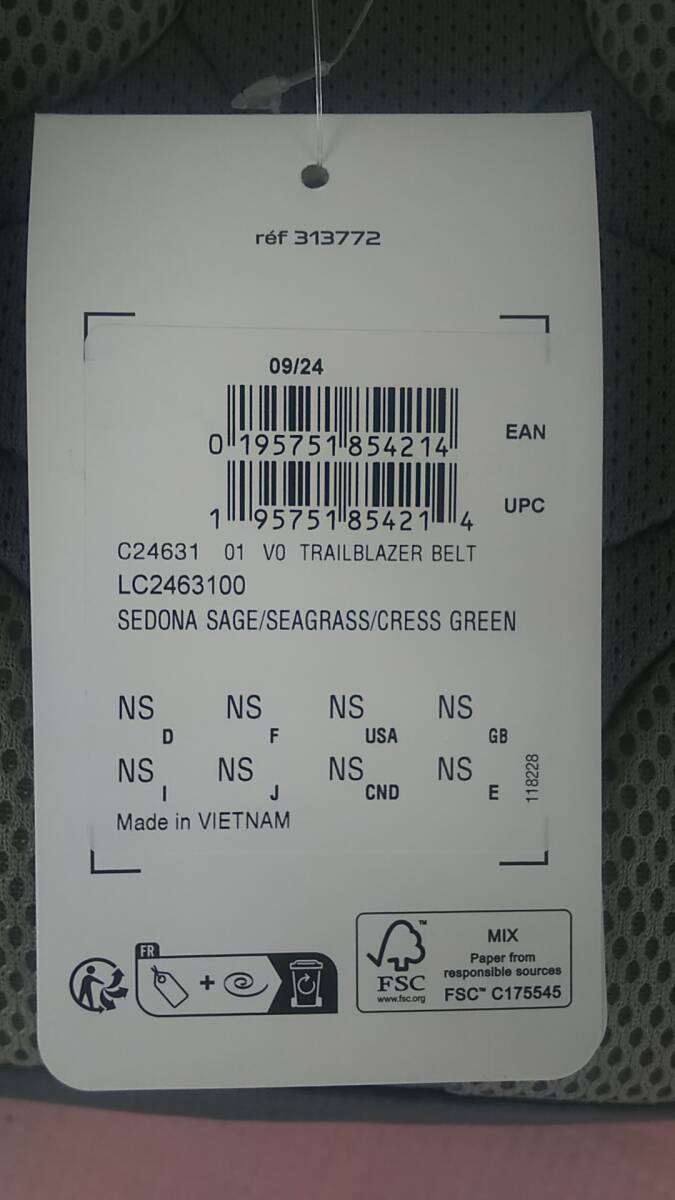 réf 313772
09/24
0 195751 854214
EAN
1 95751 85421 4
UPC
C24631 01 V0 TRAILBLAZER BELT
LC2463100
SEDONA SAGE/SEAGRASS/CRESS GREEN
NS D NS F NS USA NS GB
NS I NS J NS CND NS E
118228
Made in VIETNAM
FR
+
FSC™
www.fsc.org
MIX
Paper from
responsible sources
FSC™ C175545